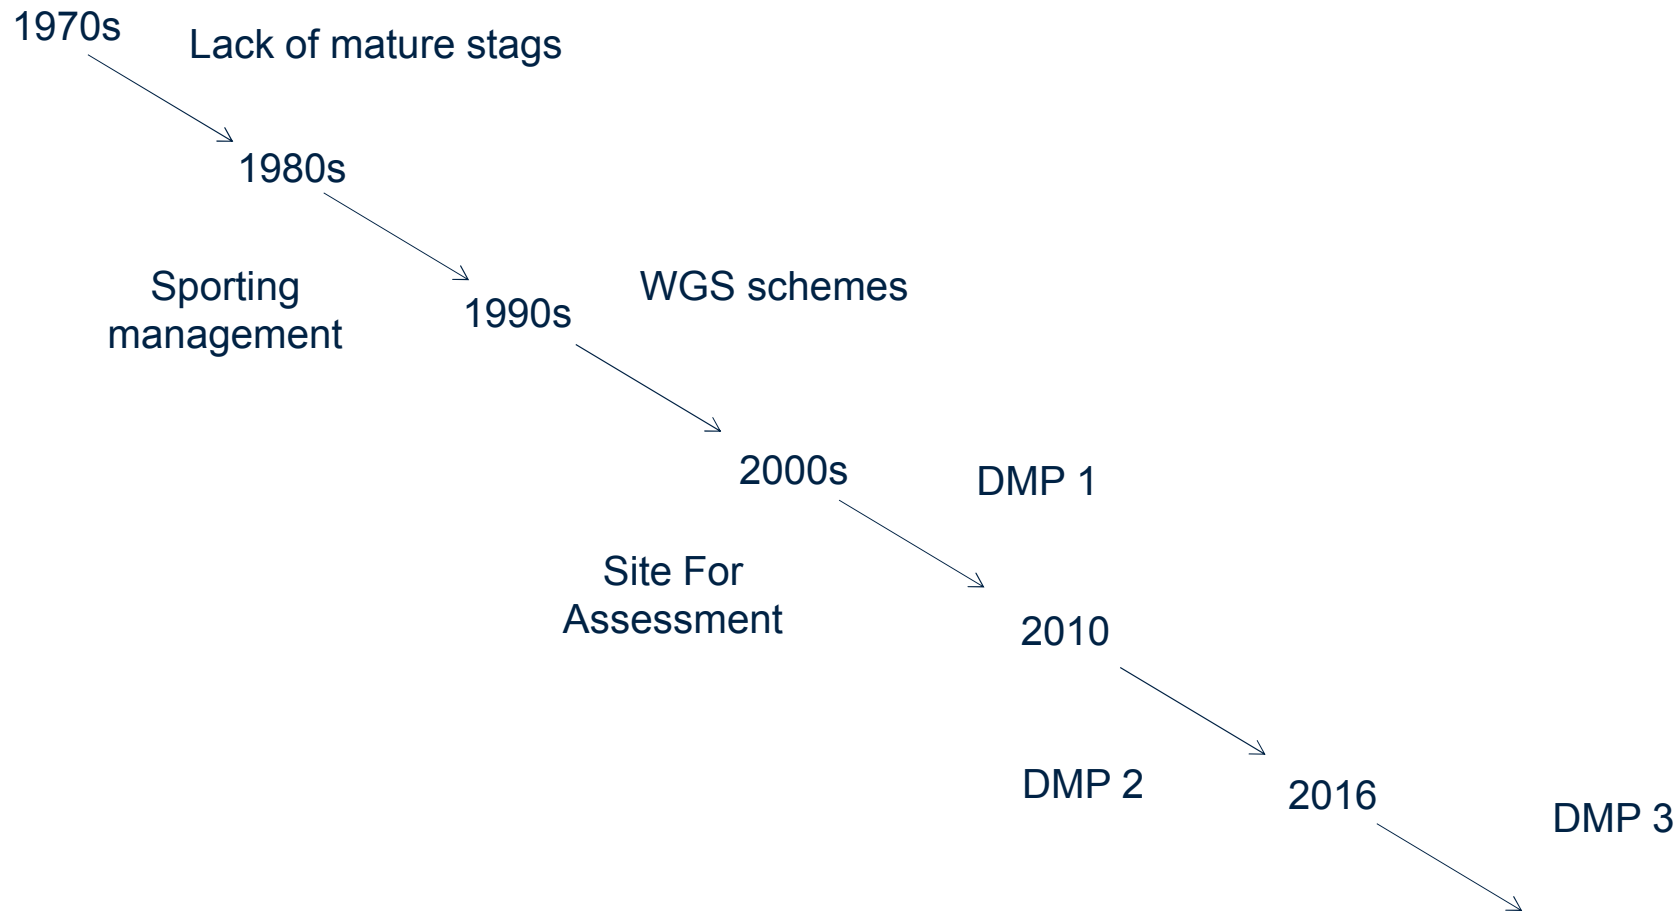 1970s
Lack of mature stags
1980s
Sporting
management
WGS schemes
1990s
2000s
DMP 1
Site For
Assessment
2010
DMP 2
2016
DMP 3